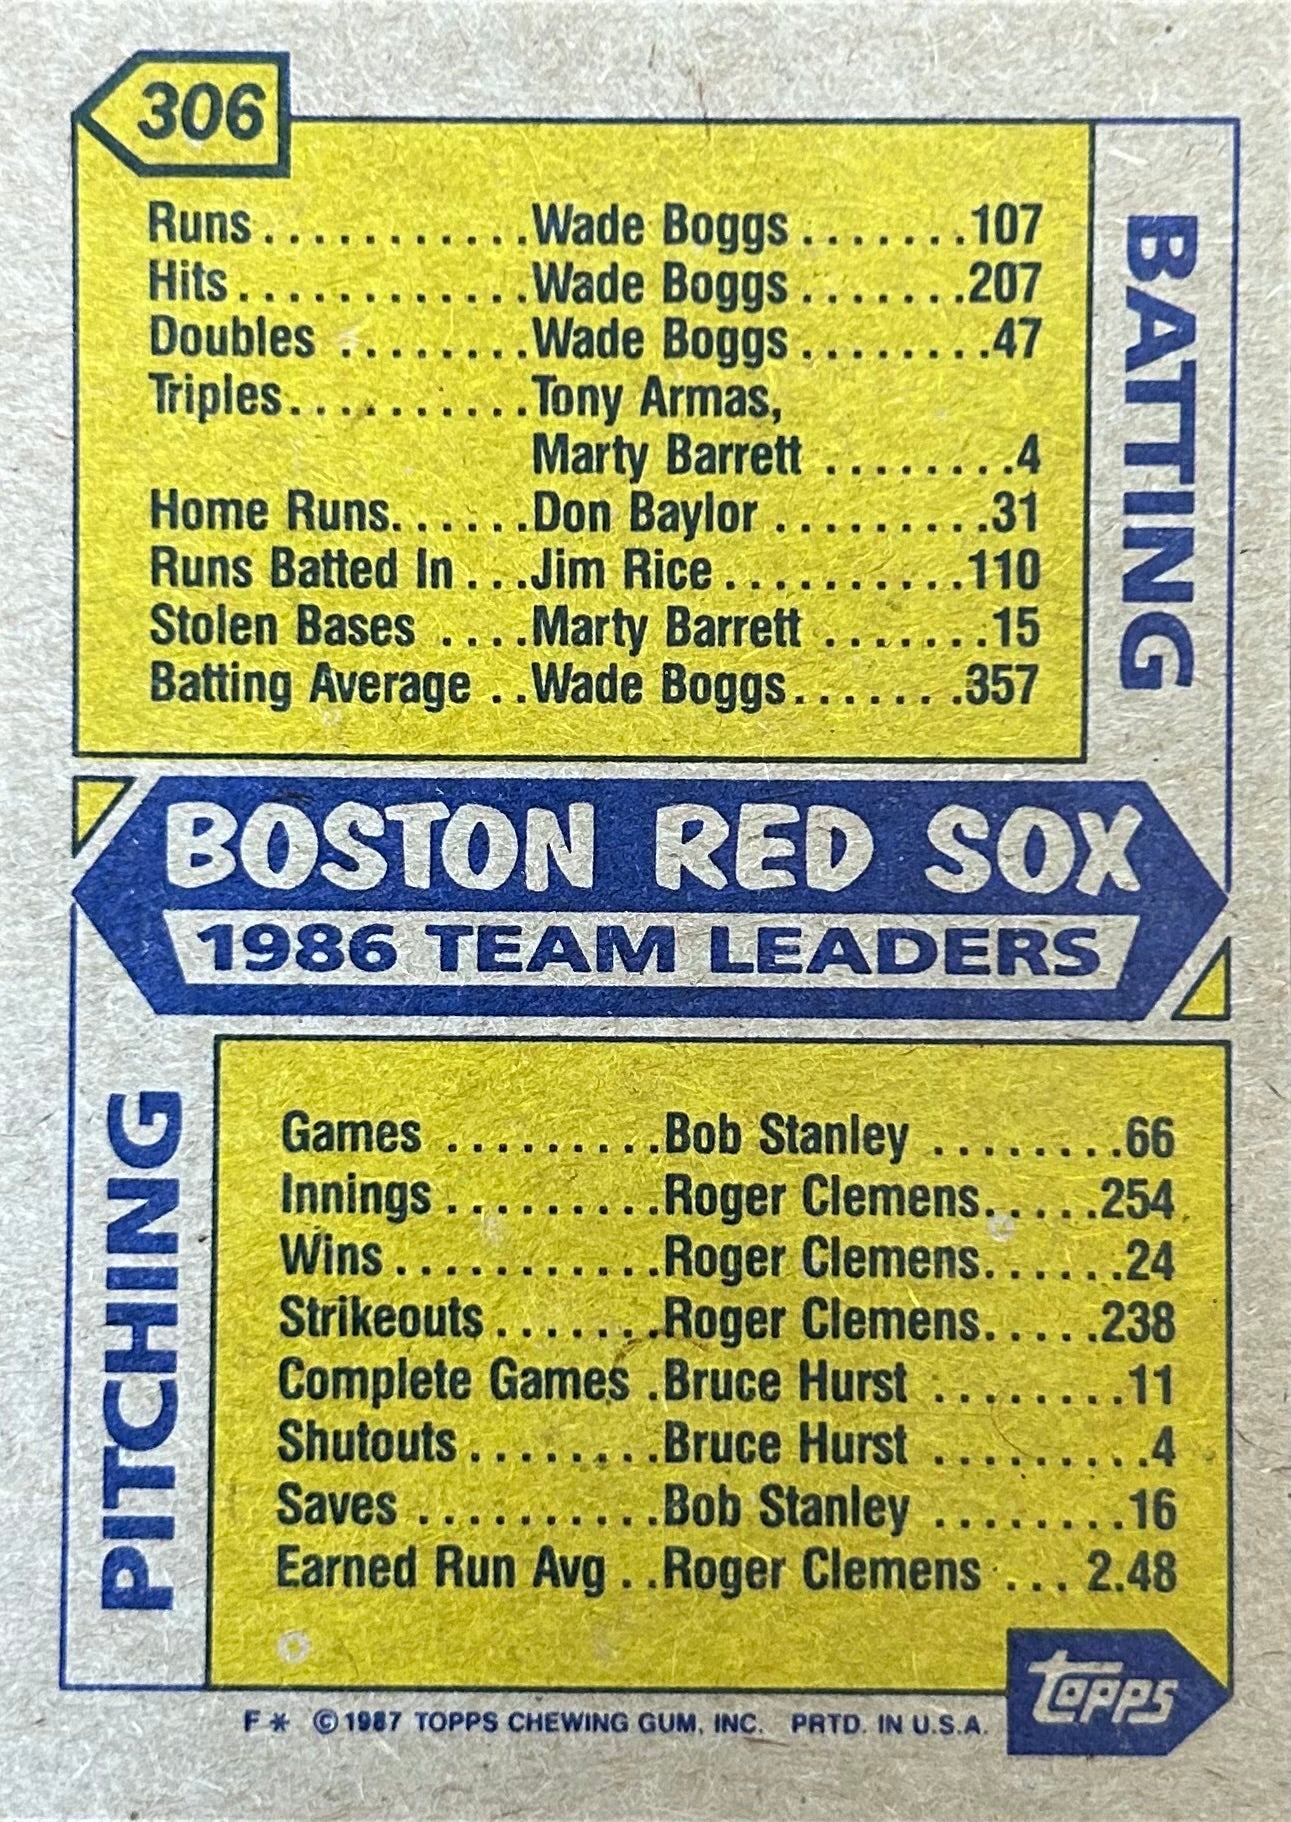 306
Runs...........Wade Boggs.......107
Hits............Wade Boggs.......207
Doubles ........Wade Boggs........47
Triples..........Tony Armas,
Marty Barrett ........4
Home Runs......Don Baylor .........31
Runs Batted In ...Jim Rice..........110
Stolen Bases ....Marty Barrett .......15
Batting Average ..Wade Boggs.......357
BATTING
BOSTON RED SOX
1986 TEAM LEADERS
PITCHING
Games .........Bob Stanley ........66
Innings.........Roger Clemens.....254
Wins...........Roger Clemens......24
Strikeouts.......Roger Clemens.....238
Complete Games .Bruce Hurst ........11
Shutouts........Bruce Hurst .........4
Saves ..........Bob Stanley ........16
Earned Run Avg ..Roger Clemens ... 2.48
topps
F* ©1987 TOPPS CHEWING GUM, INC. PRTD. IN U.S.A.